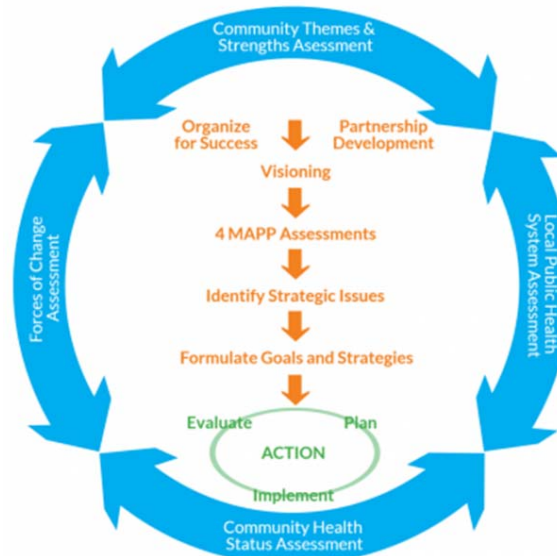 Community Themes &
Strengths Asessment
Organize
for Success
Partnership
Development
Visioning
4 MAPP Assessments
Identify Strategic Issues
Formulate Goals and Strategies
Evaluate
Plan
ACTION
Implement
Forces of Change
Assessment
Local Public Health
System Assessment
Community Health
Status Assessment